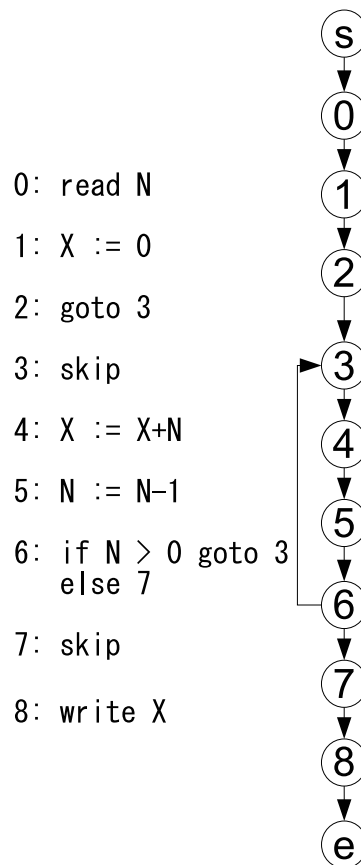 s
0
1
2
3
4
5
6
7
8
e
0: read N
1: X := 0
2: goto 3
3: skip
4: X := X+N
5: N := N-1
6: if N > 0 goto 3
else 7
7: skip
8: write X